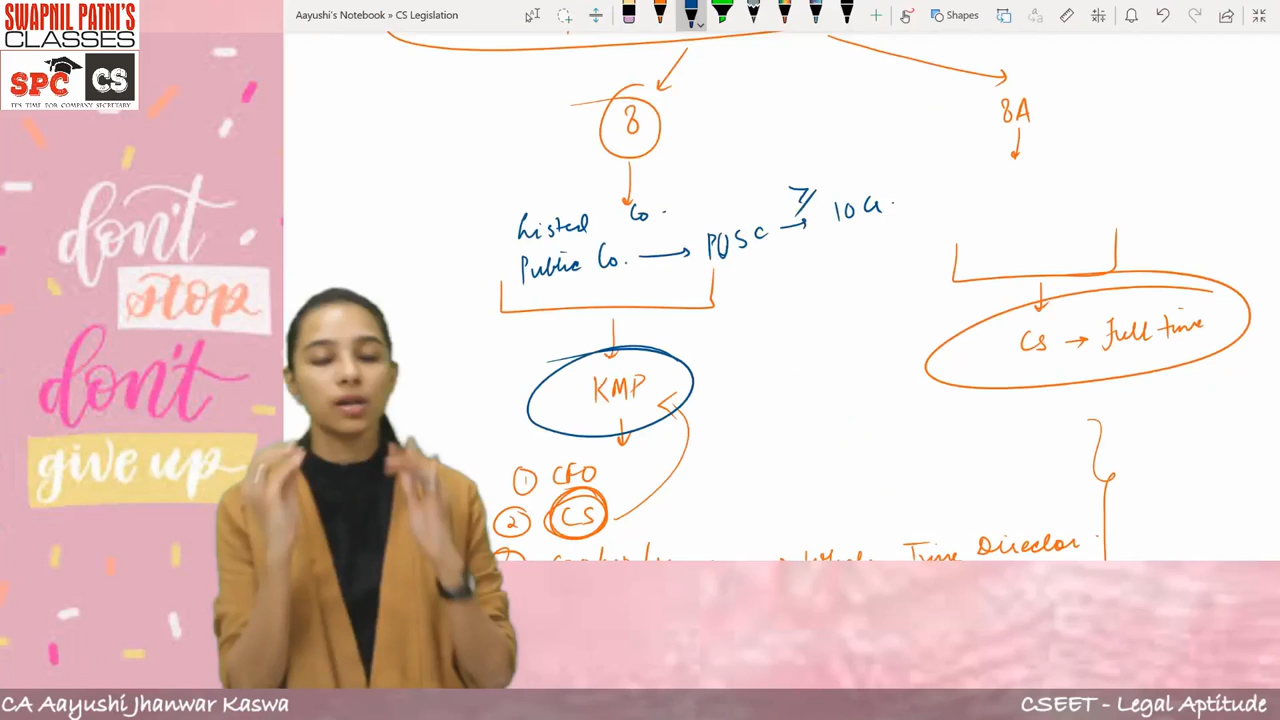 SWAPNIL PATNI'S
CLASSES
SPC CS
IT'S TIME FOR COMPANY SECRETARY
Aayushi's Notebook » CS Legislation
Shapes
8
8A
Listed Co.
Public Co. → PUSC → ≥ 10 Cr.
CS → Full time
KMP
① CFO
② CS
Time Director
don't
stop
don't
give up
CA Aayushi Jhanwar Kaswa
CSEET - Legal Aptitude